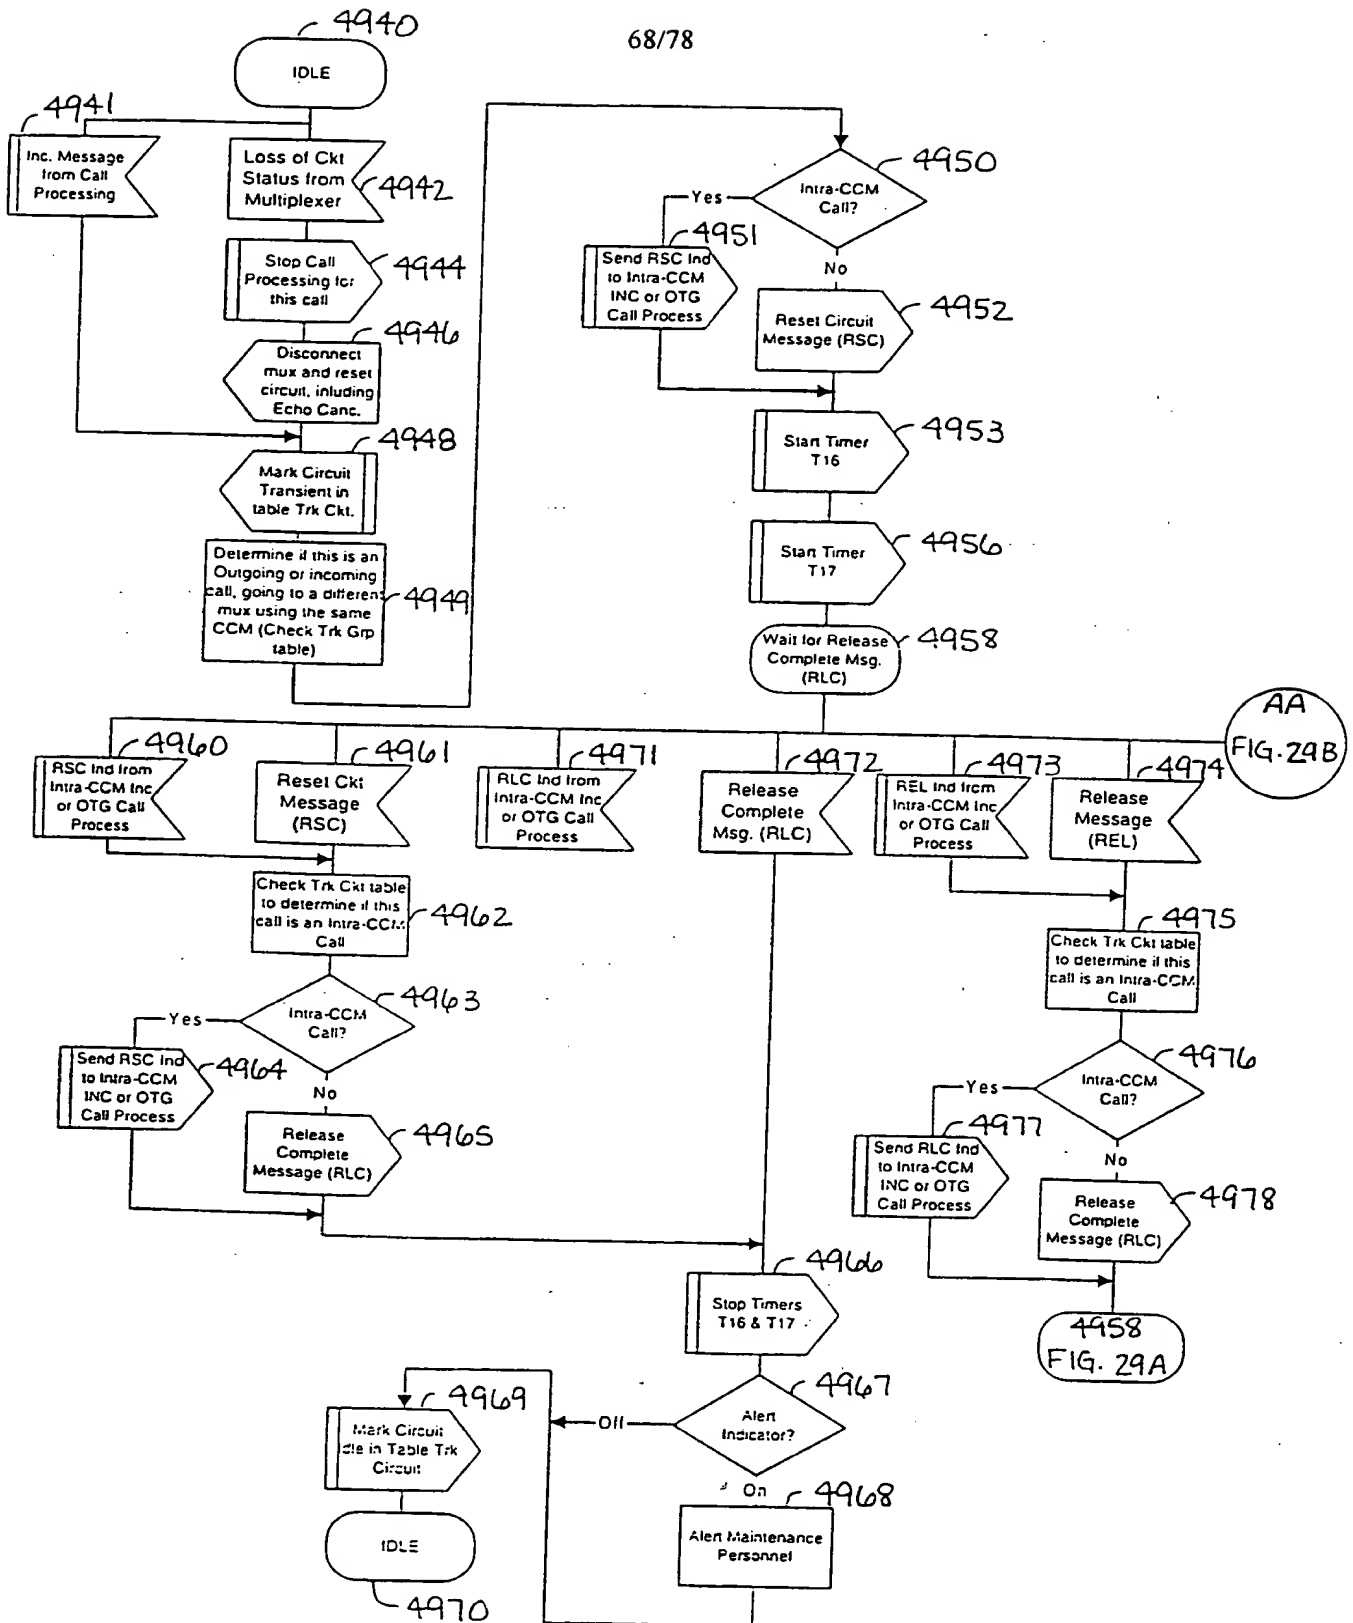 68/78
4940
IDLE
4941
Inc. Message
from Call
Processing
Loss of Ckt
Status from
Multiplexer
4942
Stop Call
Processing for
this call
4944
4946
Disconnect
mux and reset
circuit, inluding
Echo Canc.
4948
Mark Circuit
Transient in
table Trk Ckt.
Determine if this is an
Outgoing or incoming
call, going to a different
mux using the same
CCM (Check Trk Grp
table)
4949
4950
Intra-CCM
Call?
Yes
No
4951
Send RSC Ind
to Intra-CCM
INC or OTG
Call Process
4952
Reset Circuit
Message (RSC)
4953
Start Timer
T16
4956
Start Timer
T17
4958
Wait for Release
Complete Msg.
(RLC)
AA
FIG. 29B
4960
RSC Ind from
Intra-CCM Inc
or OTG Call
Process
4961
Reset Ckt
Message
(RSC)
4971
RLC Ind from
Intra-CCM Inc
or OTG Call
Process
4972
Release
Complete
Msg. (RLC)
4973
REL Ind from
Intra-CCM Inc
or OTG Call
Process
4974
Release
Message
(REL)
Check Trk Ckt table
to determine if this
call is an Intra-CCM
Call
4962
4963
Intra-CCM
Call?
Yes
No
Send RSC Ind
to Intra-CCM
INC or OTG
Call Process
4964
Release
Complete
Message (RLC)
4965
4975
Check Trk Ckt table
to determine if this
call is an Intra-CCM
Call
4976
Intra-CCM
Call?
Yes
No
4977
Send RLC Ind
to Intra-CCM
INC or OTG
Call Process
4978
Release
Complete
Message (RLC)
4958
FIG. 29A
4966
Stop Timers
T16 & T17
4967
Alert
Indicator?
Off
On
4968
Alert Maintenance
Personnel
4969
Mark Circuit
Idle in Table Trk
Circuit
IDLE
4970